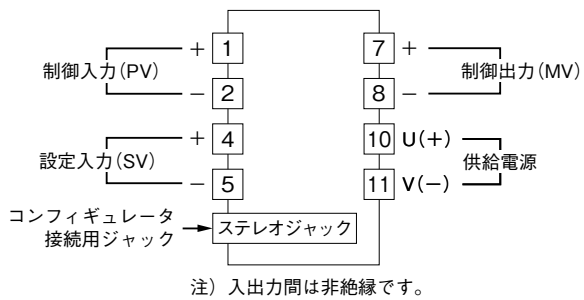 制御入力(PV)
+ 1
− 2
設定入力(SV)
+ 4
− 5
コンフィギュレータ
接続用ジャック
ステレオジャック
7 +
8 −
制御出力(MV)
10 U(+)
11 V(−)
供給電源
注）入出力間は非絶縁です。